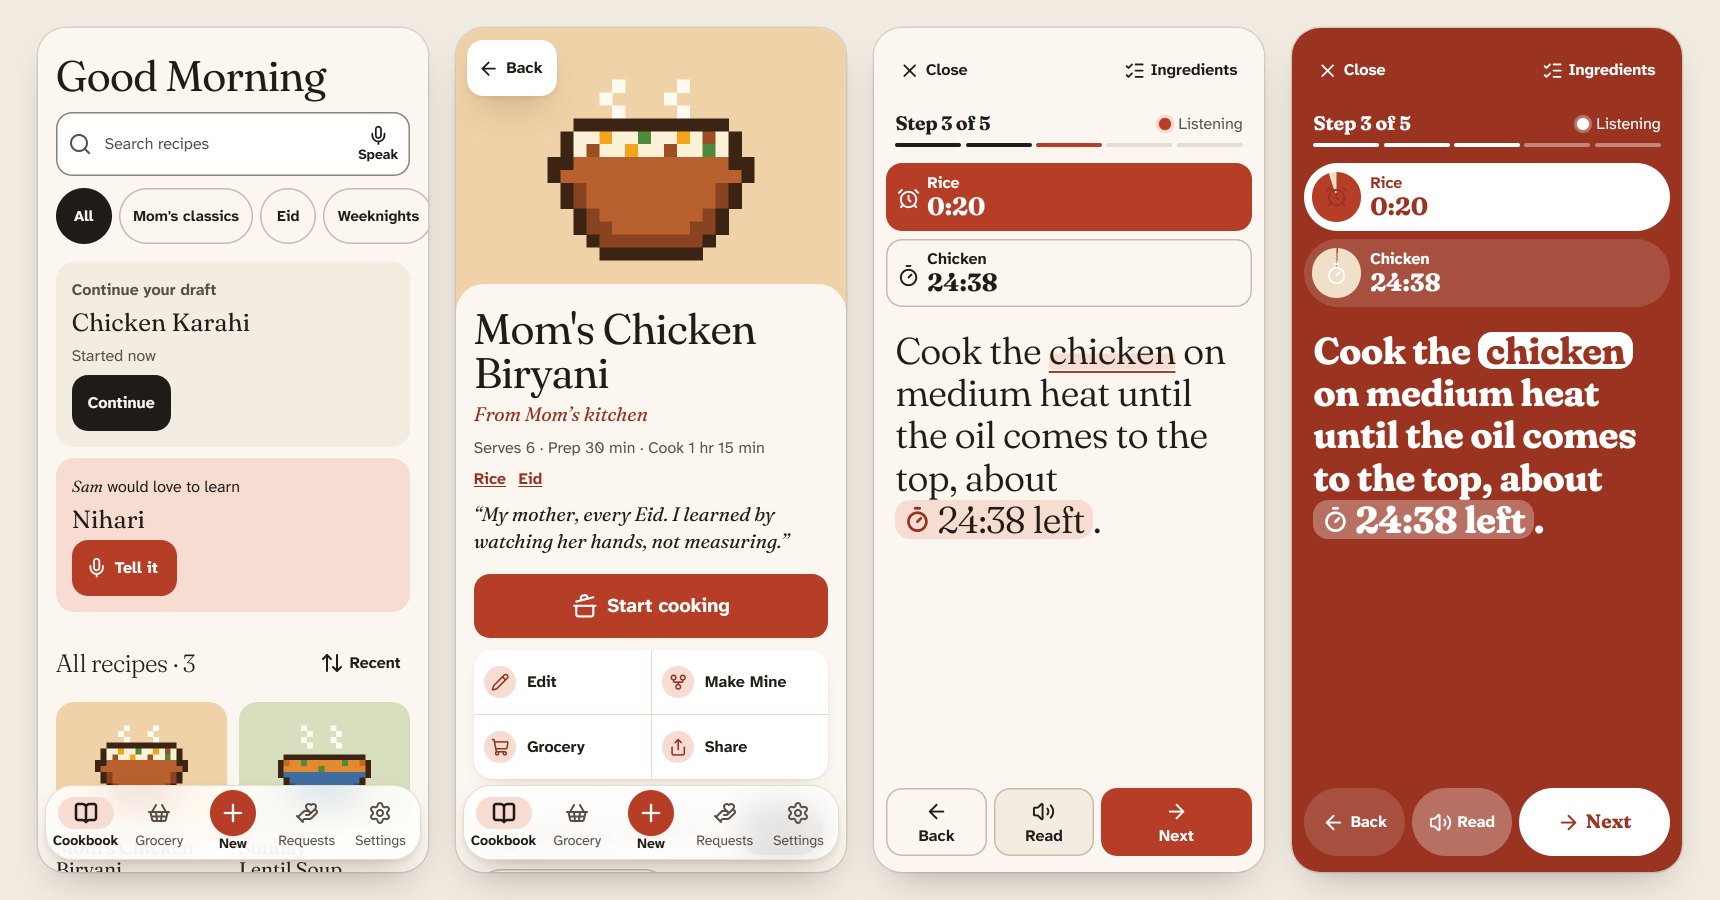 Good Morning
Search recipes
Speak
All
Mom's classics
Eid
Weeknights
Continue your draft
Chicken Karahi
Started now
Continue
Sam would love to learn
Nihari
Tell it
All recipes · 3
Recent
Cookbook
Grocery
New
Requests
Settings
Biryani
Lentil Soup
Back
Mom's Chicken
Biryani
From Mom’s kitchen
Serves 6 · Prep 30 min · Cook 1 hr 15 min
Rice
Eid
“My mother, every Eid. I learned by
watching her hands, not measuring.”
Start cooking
Edit
Make Mine
Grocery
Share
Cookbook
Grocery
New
Requests
Settings
Close
Ingredients
Step 3 of 5
Listening
Rice
0:20
Chicken
24:38
Cook the chicken on
medium heat until
the oil comes to the
top, about
24:38 left.
Back
Read
Next
Close
Ingredients
Step 3 of 5
Listening
Rice
0:20
Chicken
24:38
Cook the chicken
on medium heat
until the oil comes
to the top, about
24:38 left.
Back
Read
Next